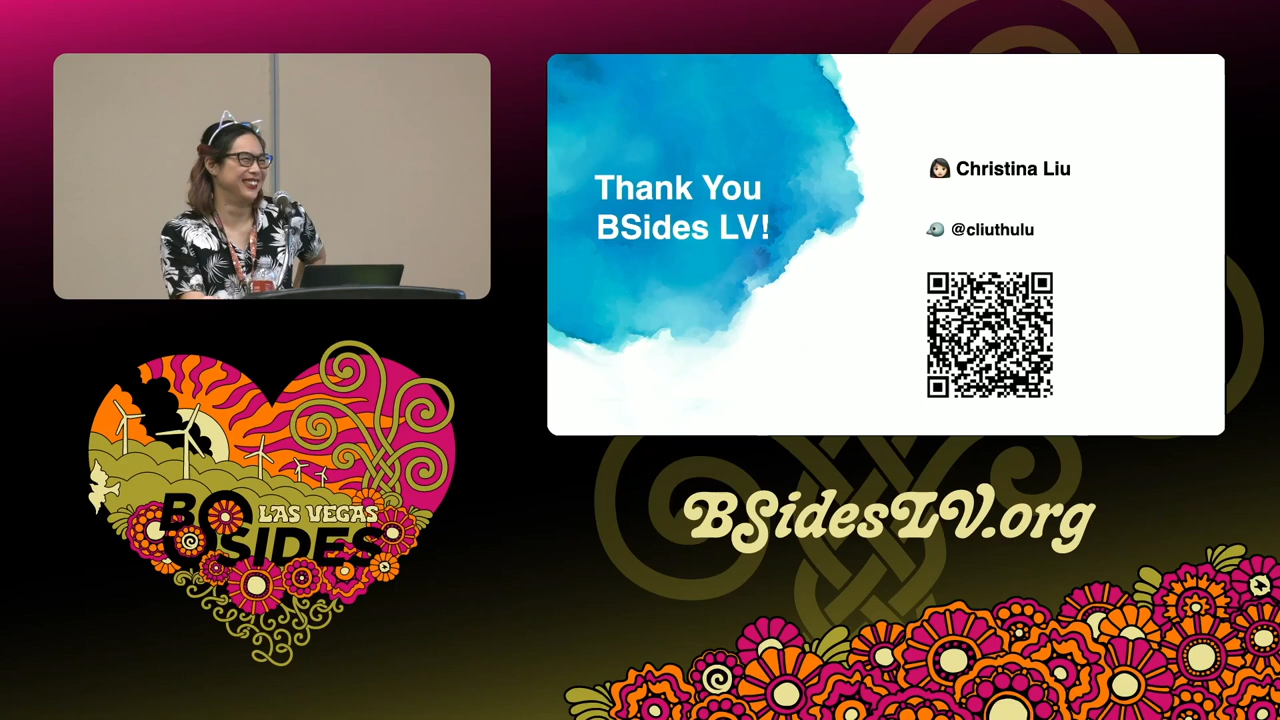 Thank You
BSides LV!
Christina Liu
@cliuthulu
BSidesLV.org
BSIDES
LAS VEGAS